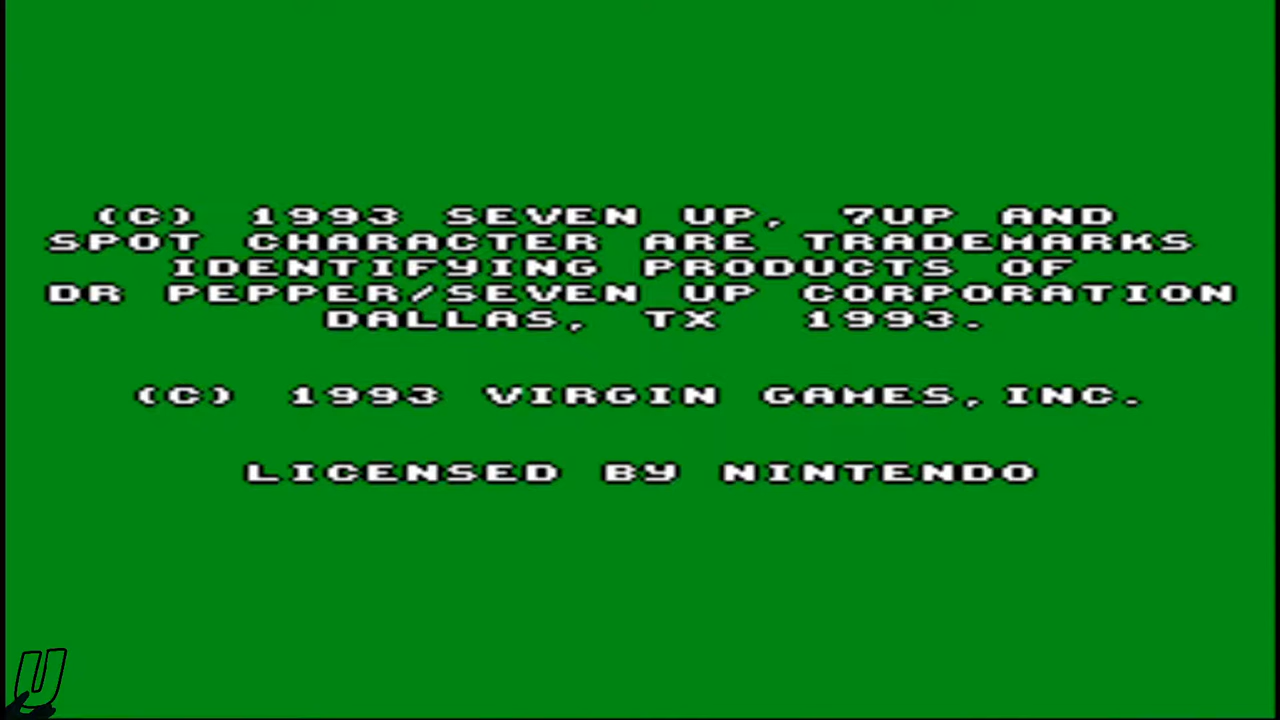 (C) 1993 SEVEN UP, 7UP AND
SPOT CHARACTER ARE TRADEMARKS
IDENTIFYING PRODUCTS OF
DR PEPPER/SEVEN UP CORPORATION
DALLAS, TX 1993.
(C) 1993 VIRGIN GAMES,INC.
LICENSED BY NINTENDO
U